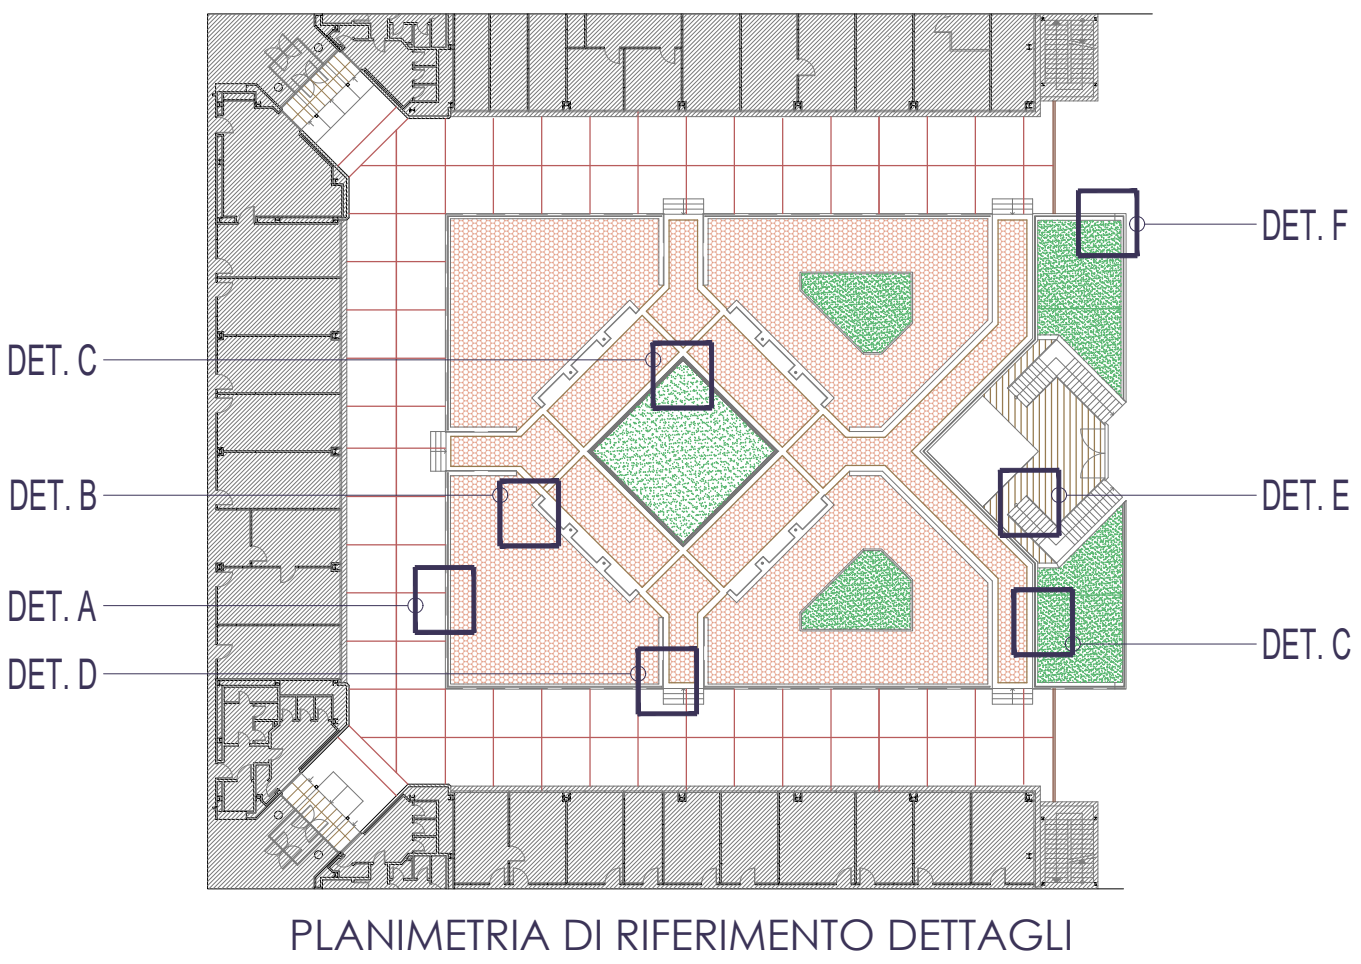 DET. F
DET. C
DET. B
DET. E
DET. A
DET. C
DET. D
PLANIMETRIA DI RIFERIMENTO DETTAGLI